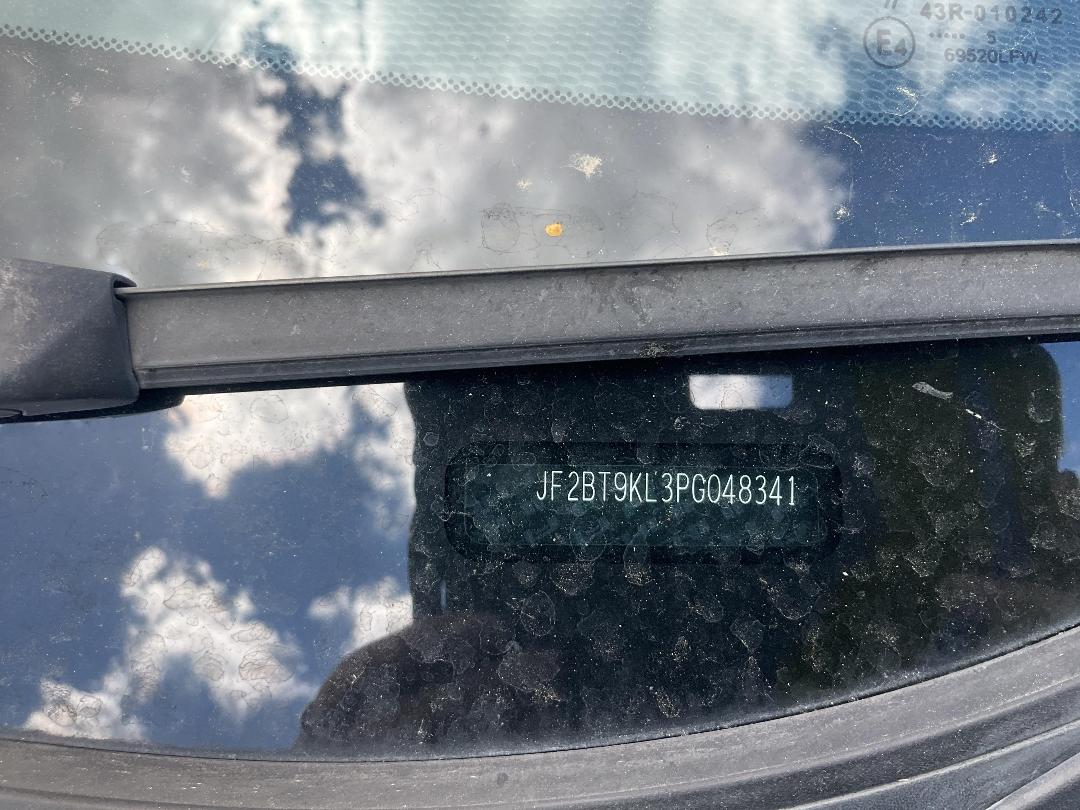 43R-010242
E4
..... 5
69520LFW
JF2BT9KL3PG048341